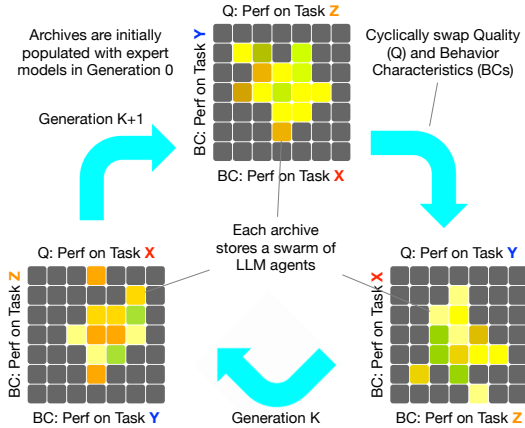 Archives are initially
populated with expert
models in Generation 0
Q: Perf on Task Z
BC: Perf on Task Y
BC: Perf on Task X
Cyclically swap Quality
(Q) and Behavior
Characteristics (BCs)
Generation K+1
Each archive
stores a swarm of
LLM agents
Q: Perf on Task X
BC: Perf on Task Z
BC: Perf on Task Y
Q: Perf on Task Y
BC: Perf on Task X
BC: Perf on Task Z
Generation K